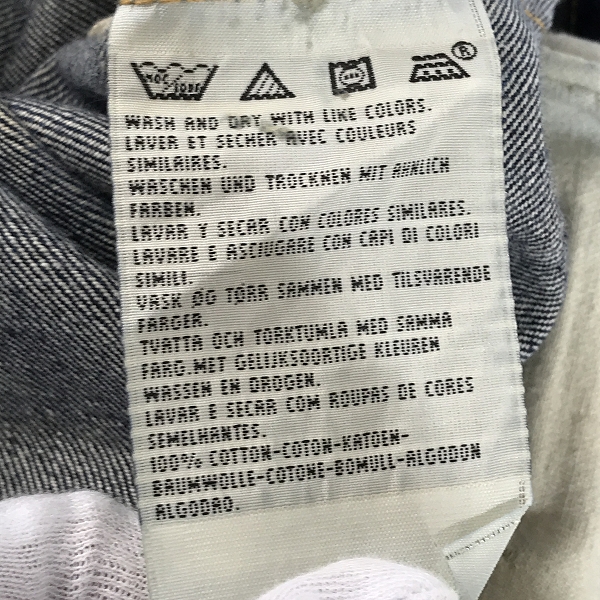 ®
WASH AND DRY WITH LIKE COLORS.
LAVER ET SECHER AVEC COULEURS
SIMILAIRES.
WASCHEN UND TROCKNEN MIT AHNLICH
FARBEN.
LAVAR Y SECAR CON COLORES SIMILARES.
LAVARE E ASCIUGARE CON CAPI DI COLORI
SIMILI.
VASK OG TØRR SAMMEN MED TILSVARENDE
FARGER.
TVATTA OCH TORKTUMLA MED SAMMA
FARG MET GELIJKSOORTIGE KLEUREN
WASSEN EN DROGEN.
LAVAR E SECAR COM ROUPAS DE CORES
SEMELHANTES.
100% COTTON-COTON-KATOEN-
BAUMWOLLE-COTONE-BOMULL-ALGODON
ALGODAO.